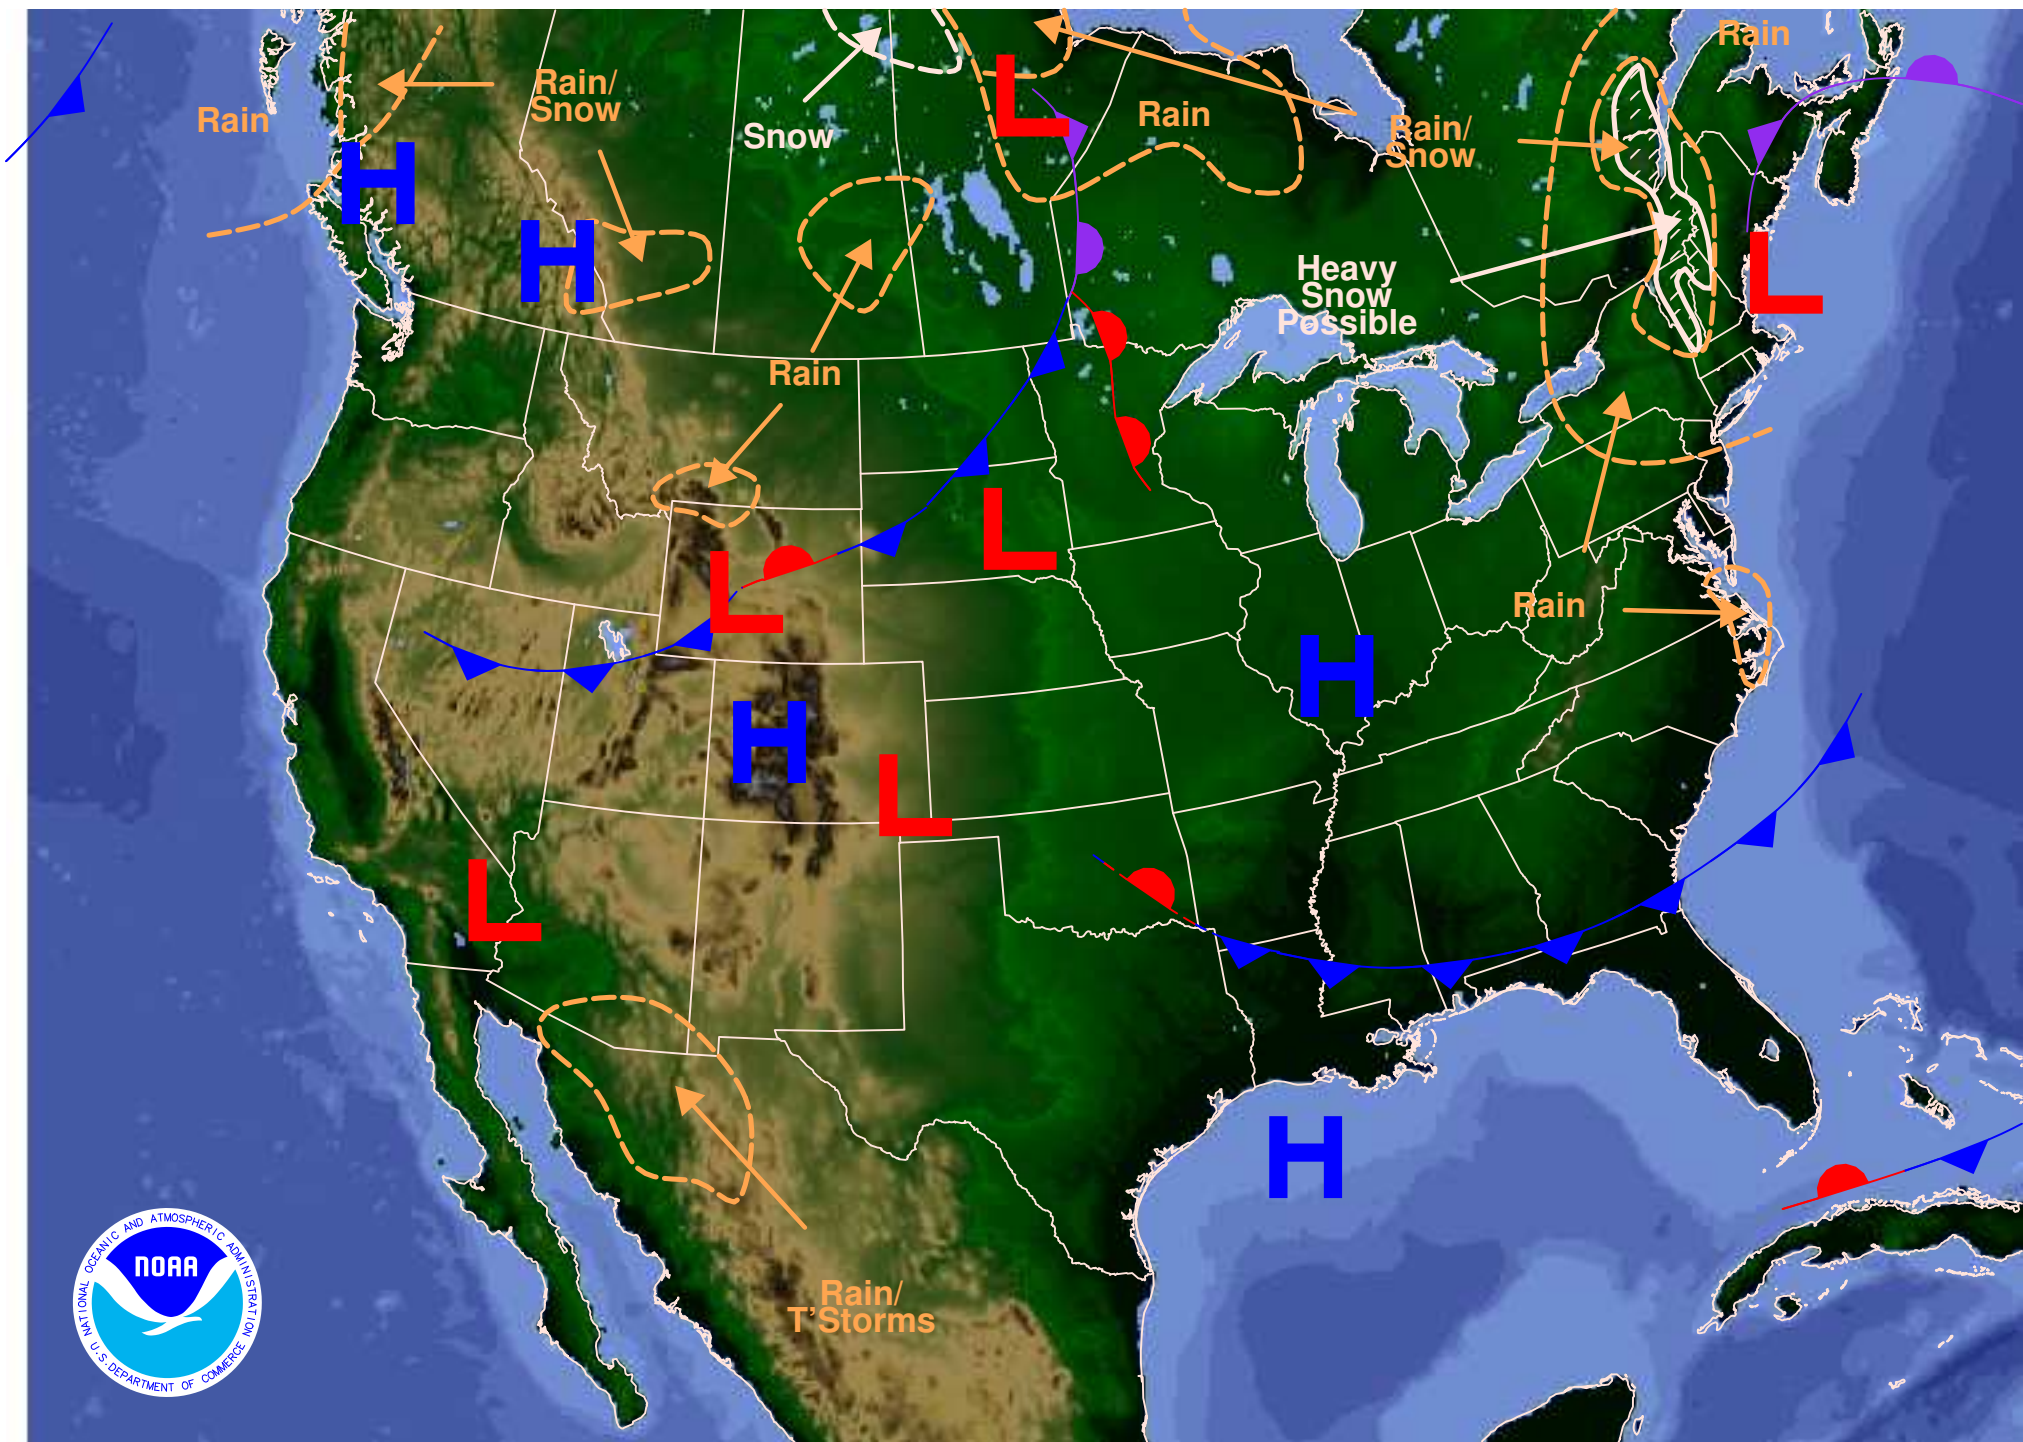 Rain
Rain
Rain/
Snow
Snow
Rain
Rain/
Snow
H
L
H
H
L
Heavy
Snow
Possible
Rain
L
L
Rain
H
H
L
L
H
Rain/
T'Storms
NOAA
NATIONAL OCEANIC AND ATMOSPHERIC ADMINISTRATION
U.S. DEPARTMENT OF COMMERCE